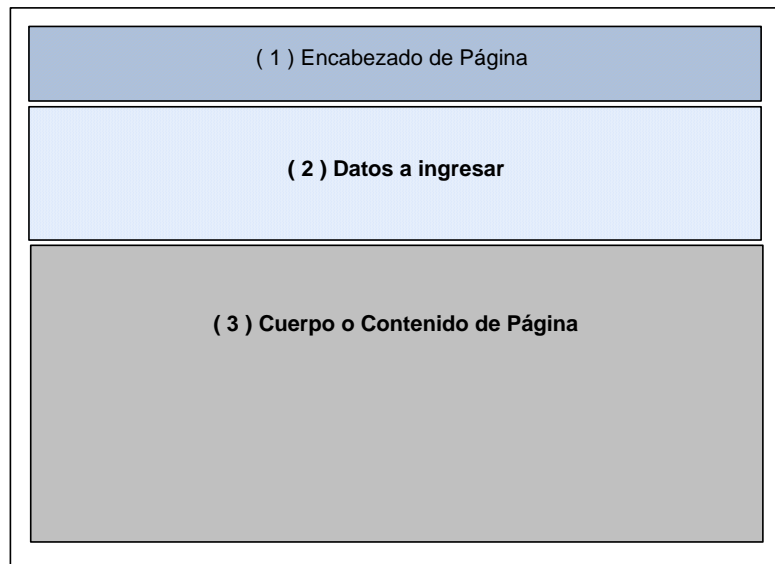 ( 1 ) Encabezado de Página
( 2 ) Datos a ingresar
( 3 ) Cuerpo o Contenido de Página